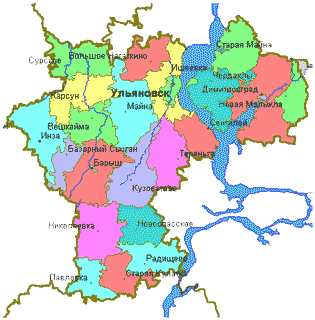 Старая Майна
Сурское
Большое Нагаткино
Ишеевка
Чердаклы
Димитровград
Карсун
Ульяновск
Майна
Новая Малыкла
Вешкайма
Сенгилей
Инза
Базарный Сызган
Тереньга
Барыш
Кузоватово
Николаевка
Новоспасское
Радищево
Павловка
Старая Кулатка